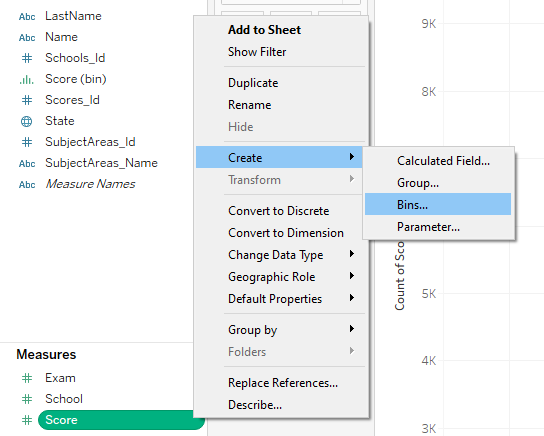 Abc LastName
Abc Name
# Schools_Id
Score (bin)
# Scores_Id
State
# SubjectAreas_Id
Abc SubjectAreas_Name
Abc Measure Names
Measures
# Exam
# School
# Score
Add to Sheet
Show Filter
Duplicate
Rename
Hide
Create
Transform
Convert to Discrete
Convert to Dimension
Change Data Type
Geographic Role
Default Properties
Group by
Folders
Replace References...
Describe...
Calculated Field...
Group...
Bins...
Parameter...
Count of Sco
9K
8K
5K
4K
3K